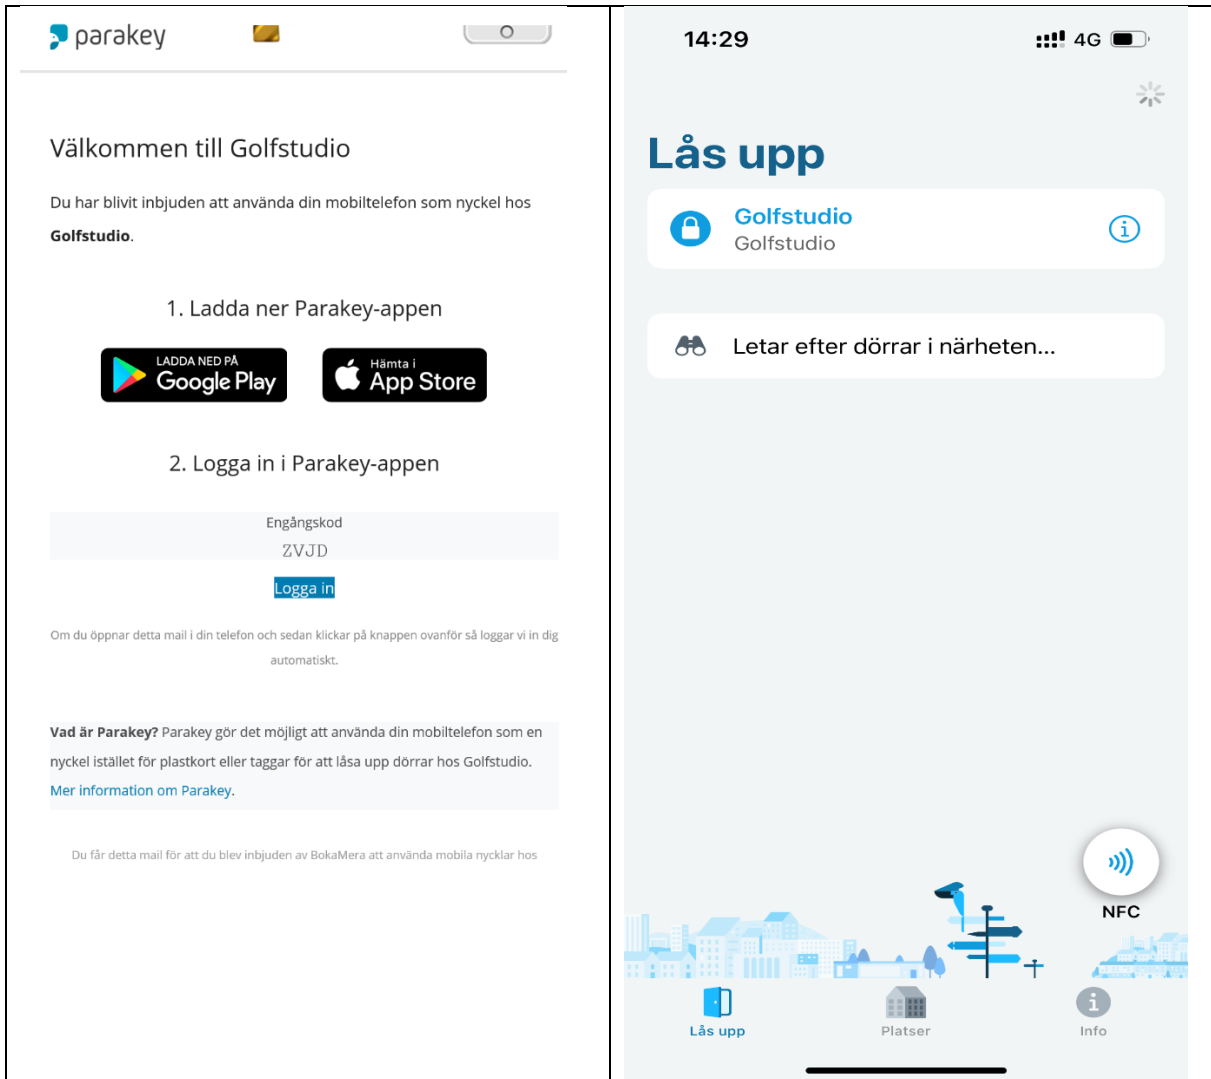 parakey
Välkommen till Golfstudio
Du har blivit inbjuden att använda din mobiltelefon som nyckel hos
Golfstudio.
1. Ladda ner Parakey-appen
LADDA NED PÅ
Google Play
Hämta i
App Store
2. Logga in i Parakey-appen
Engångskod
ZVJD
Logga in
Om du öppnar detta mail i din telefon och sedan klickar på knappen ovanför så loggar vi in dig
automatiskt.
Vad är Parakey? Parakey gör det möjligt att använda din mobiltelefon som en
nyckel istället för plastkort eller taggar för att låsa upp dörrar hos Golfstudio.
Mer information om Parakey.
Du får detta mail för att du blev inbjuden av BokaMera att använda mobila nycklar hos
14:29
4G
Lås upp
Golfstudio
Golfstudio
Letar efter dörrar i närheten...
NFC
Lås upp
Platser
Info